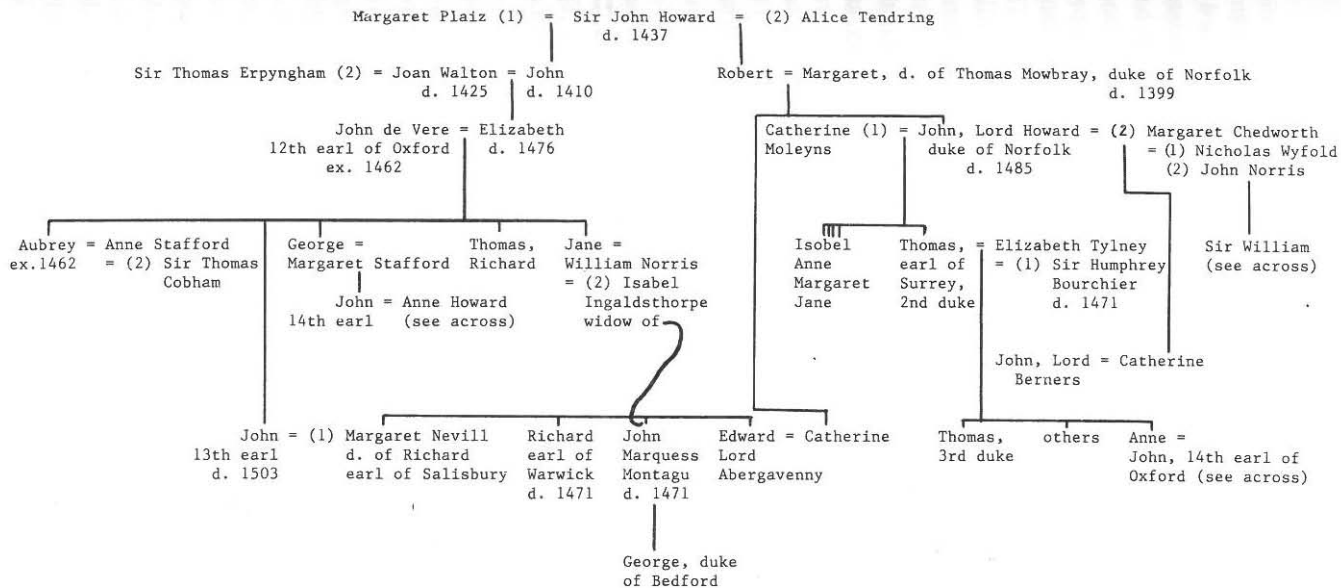 Margaret Plaiz (1) = Sir John Howard = (2) Alice Tendring
d. 1437
Sir Thomas Erpyngham (2) = Joan Walton = John
d. 1425 d. 1410
Robert = Margaret, d. of Thomas Mowbray, duke of Norfolk
d. 1399
John de Vere = Elizabeth
12th earl of Oxford d. 1476
ex. 1462
Catherine (1) = John, Lord Howard = (2) Margaret Chedworth
Moleyns duke of Norfolk = (1) Nicholas Wyfold
d. 1485 (2) John Norris
Aubrey = Anne Stafford
ex.1462 = (2) Sir Thomas
Cobham
George =
Margaret Stafford
John = Anne Howard
14th earl (see across)
Thomas,
Richard
Jane =
William Norris
= (2) Isabel
Ingaldsthorpe
widow of
Isobel
Anne
Margaret
Jane
Thomas, = Elizabeth Tylney
earl of = (1) Sir Humphrey
Surrey, Bourchier
2nd duke d. 1471
Sir William
(see across)
John, Lord = Catherine
Berners
John = (1) Margaret Nevill
13th earl d. of Richard
d. 1503 earl of Salisbury
Richard
earl of
Warwick
d. 1471
John
Marquess
Montagu
d. 1471
Edward = Catherine
Lord
Abergavenny
Thomas,
3rd duke
others
Anne =
John, 14th earl of
Oxford (see across)
George, duke
of Bedford